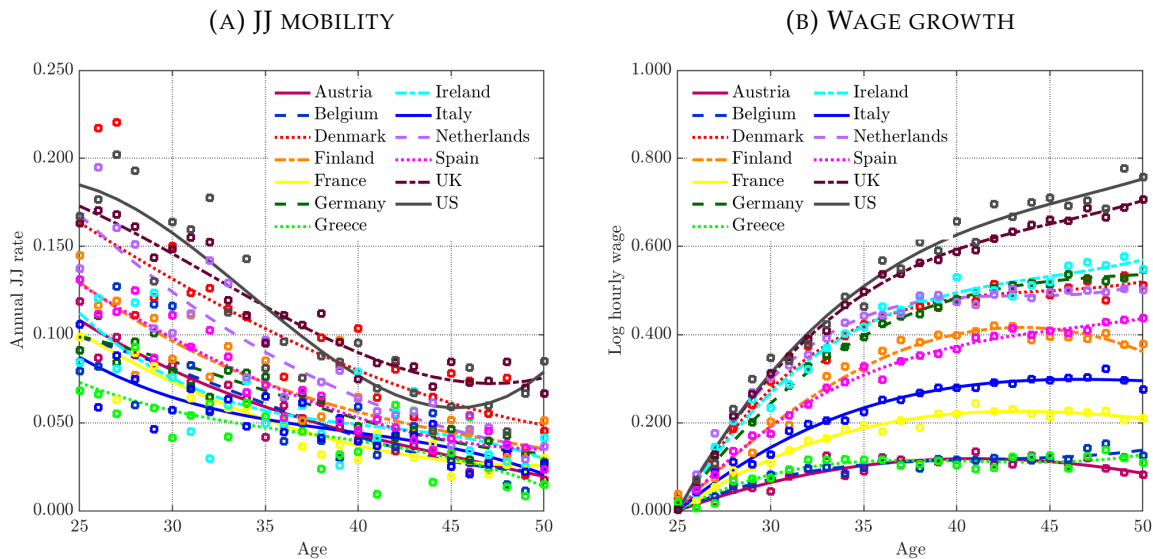 (A) JJ MOBILITY
Annual JJ rate
0.250
0.200
0.150
0.100
0.050
0.000
25 30 35 40 45 50
Age
Austria
Belgium
Denmark
Finland
France
Germany
Greece
Ireland
Italy
Netherlands
Spain
UK
US
(B) WAGE GROWTH
Log hourly wage
1.000
0.800
0.600
0.400
0.200
0.000
25 30 35 40 45 50
Age
Austria
Belgium
Denmark
Finland
France
Germany
Greece
Ireland
Italy
Netherlands
Spain
UK
US